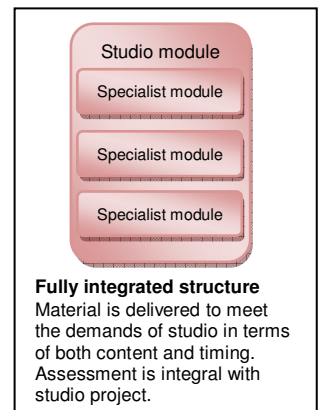 Studio module
Specialist module
Specialist module
Specialist module
Fully integrated structure
Material is delivered to meet
the demands of studio in terms
of both content and timing.
Assessment is integral with
studio project.